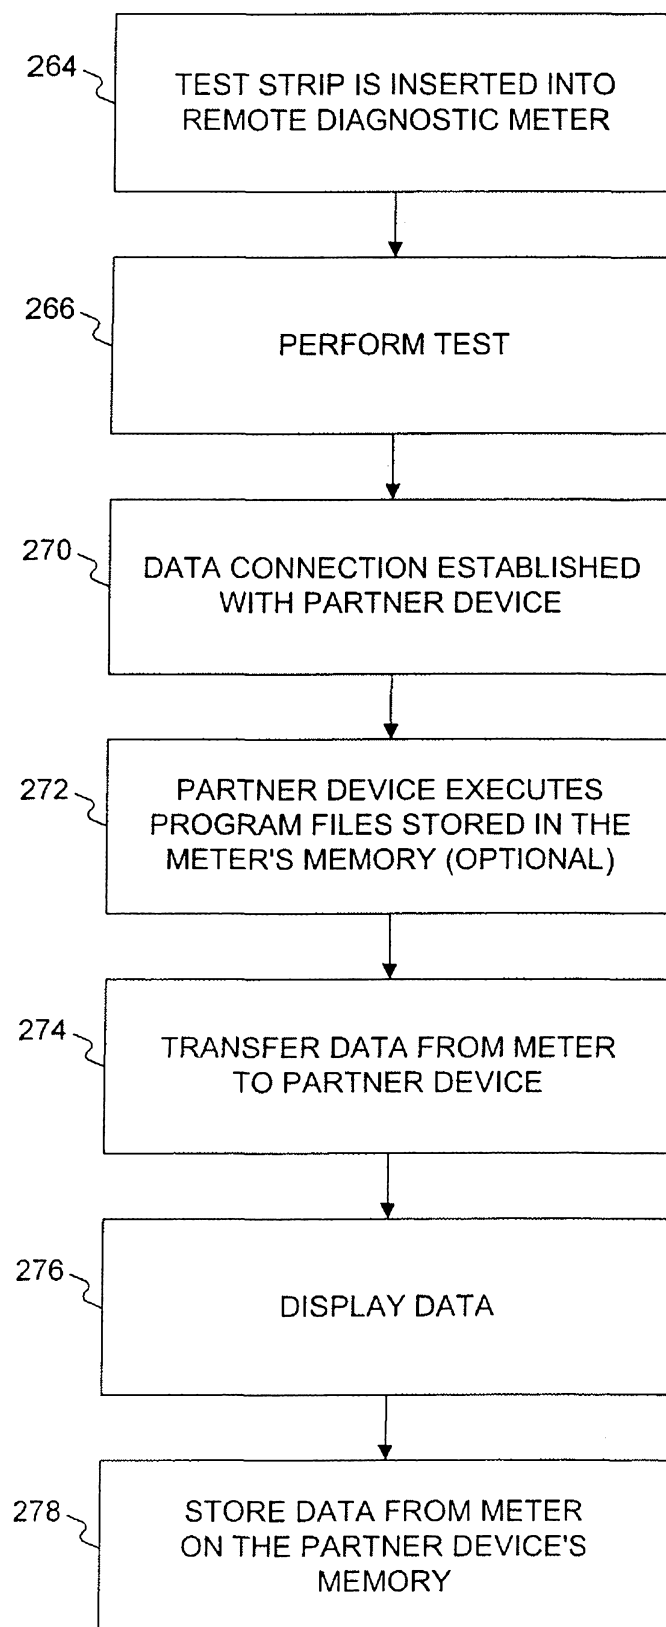 264
TEST STRIP IS INSERTED INTO
REMOTE DIAGNOSTIC METER
266
PERFORM TEST
270
DATA CONNECTION ESTABLISHED
WITH PARTNER DEVICE
272
PARTNER DEVICE EXECUTES
PROGRAM FILES STORED IN THE
METER'S MEMORY (OPTIONAL)
274
TRANSFER DATA FROM METER
TO PARTNER DEVICE
276
DISPLAY DATA
278
STORE DATA FROM METER
ON THE PARTNER DEVICE'S
MEMORY